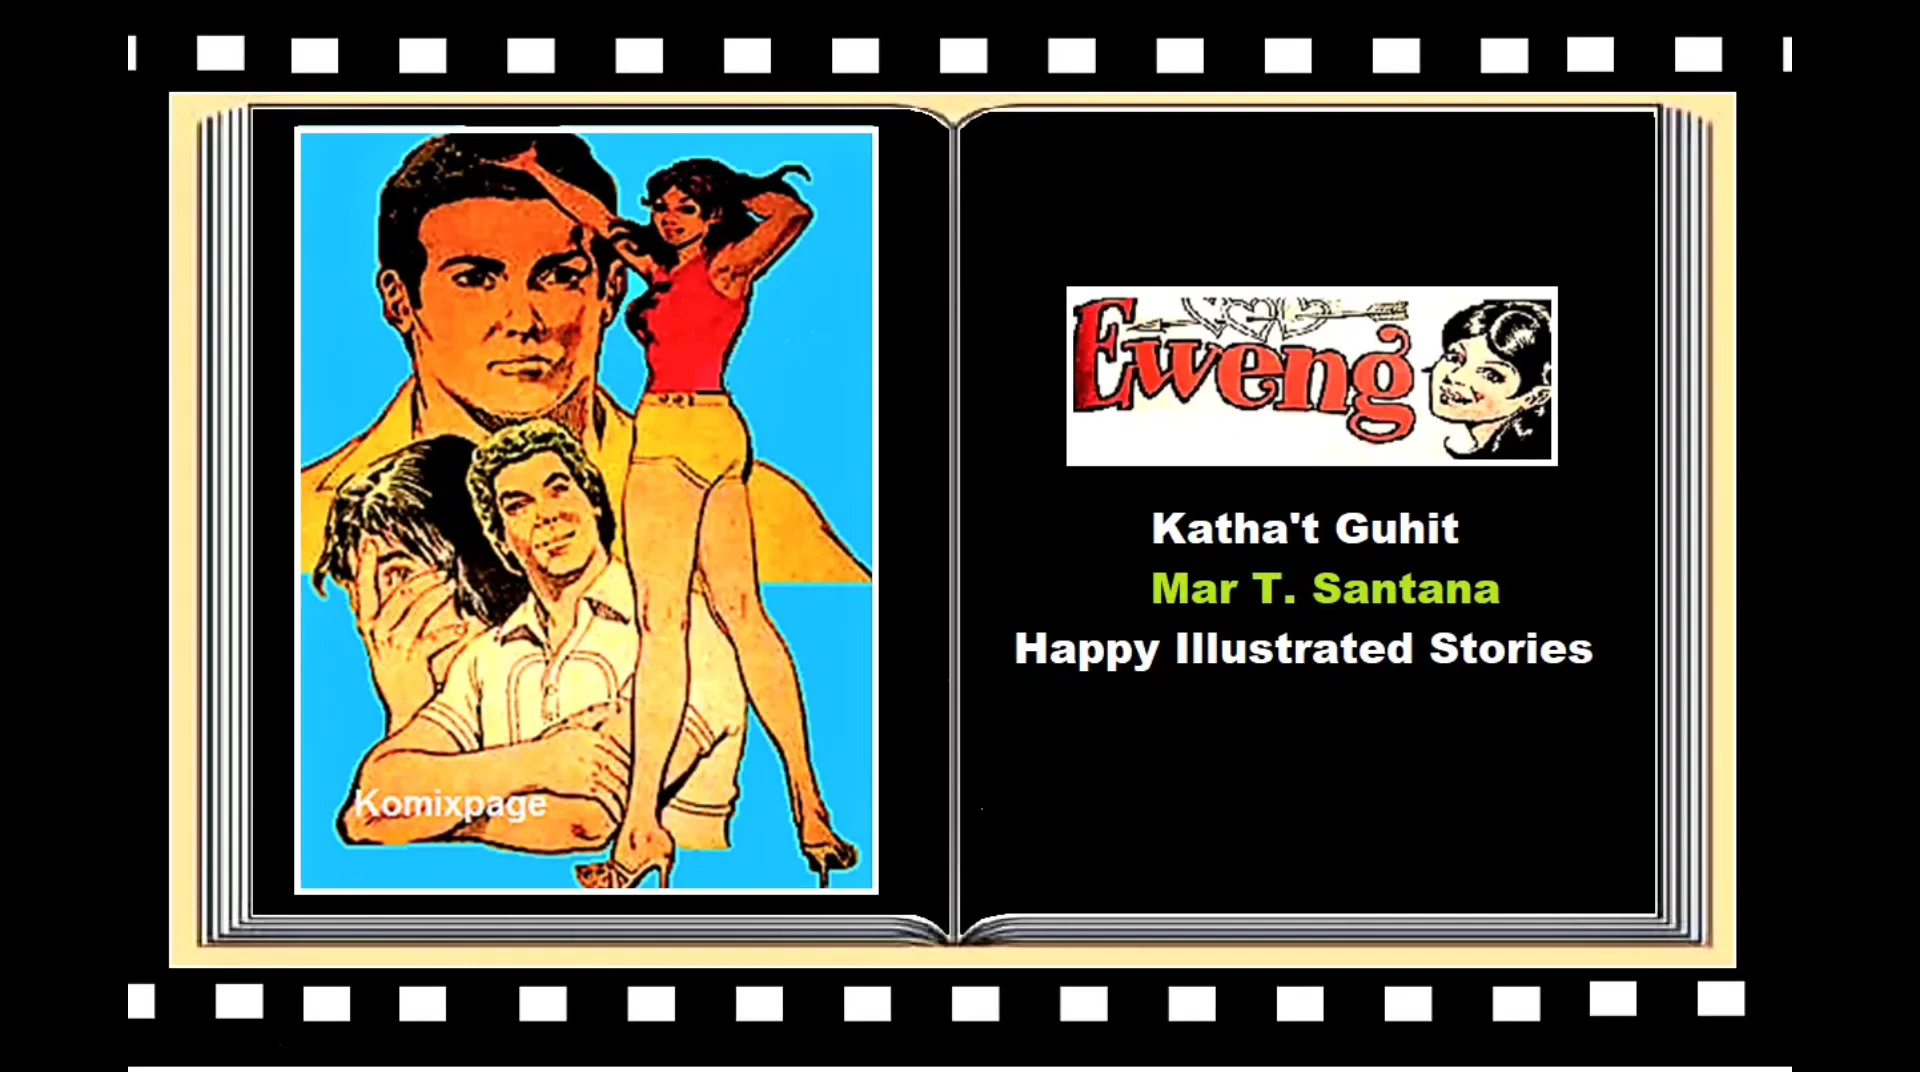 Komixpage
Eweng
Katha't Guhit
Mar T. Santana
Happy Illustrated Stories